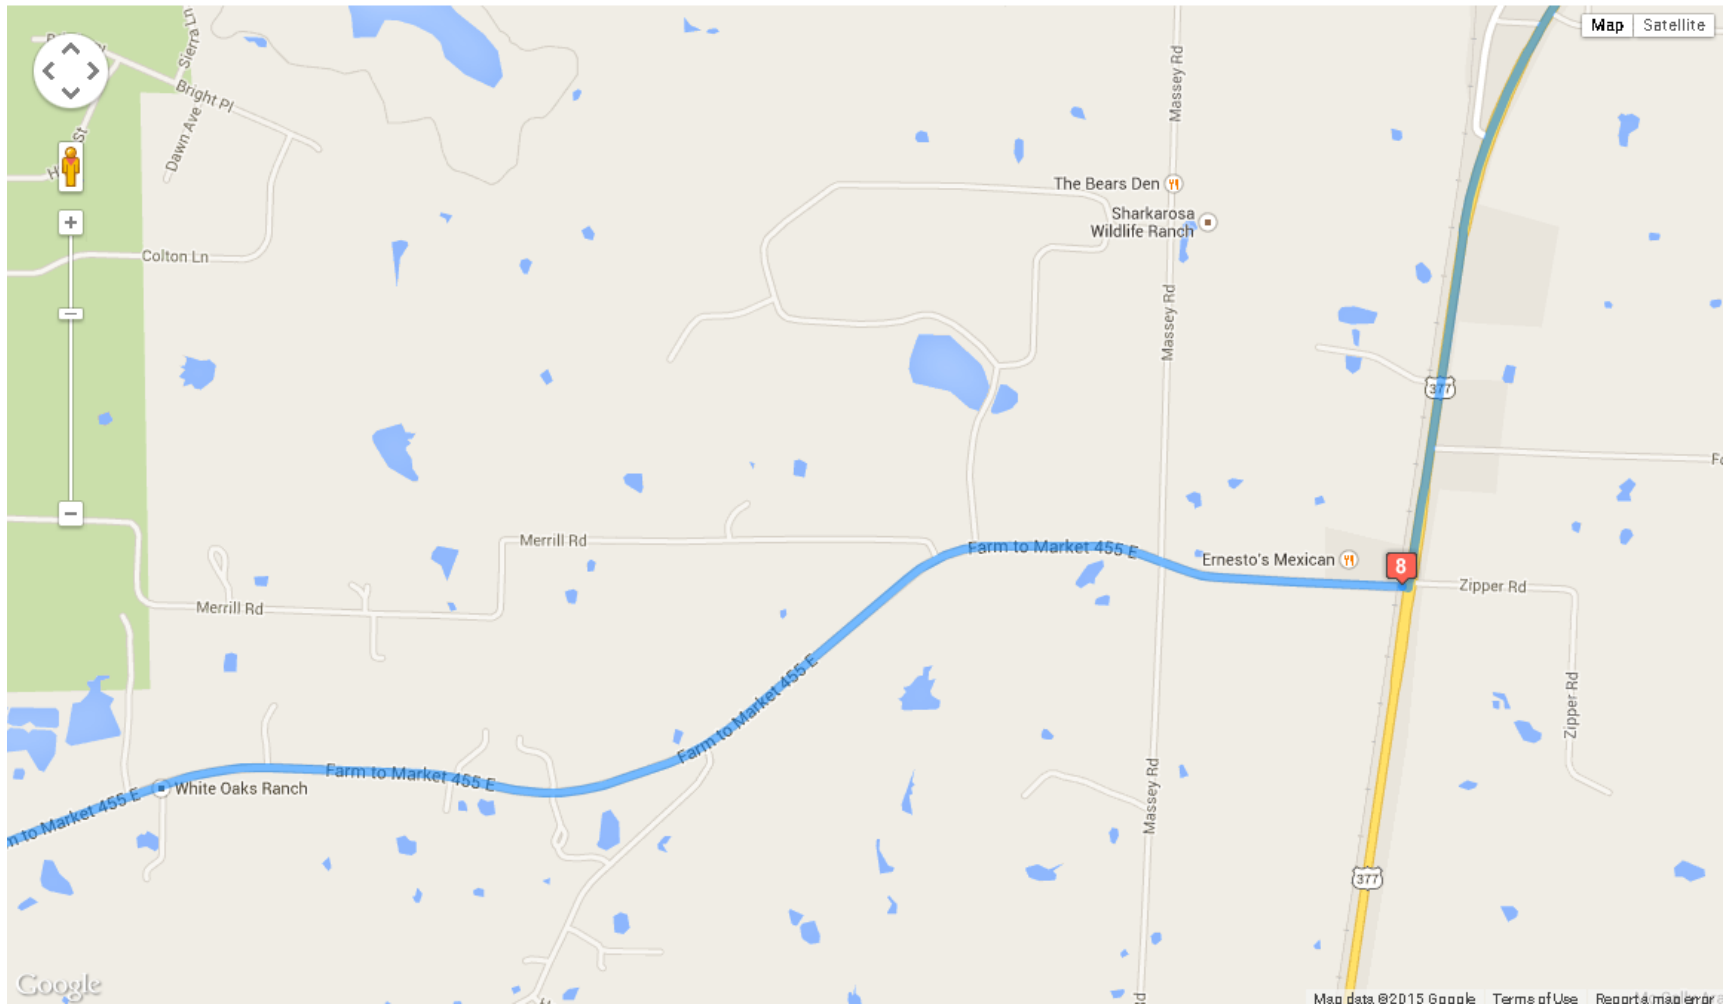 Map
Satellite
Sierra Ln
Bright Pl
Dawn Ave
St
Massey Rd
The Bears Den
Sharkarosa
Wildlife Ranch
Colton Ln
Massey Rd
377
Merrill Rd
Farm to Market 455 E
Ernesto's Mexican
8
Zipper Rd
Merrill Rd
Farm to Market 455 E
Zipper Rd
Farm to Market 455 E
White Oaks Ranch
m to Market 455 E
Massey Rd
377
Google
Map data ©2015 Google
Terms of Use
Report a map error